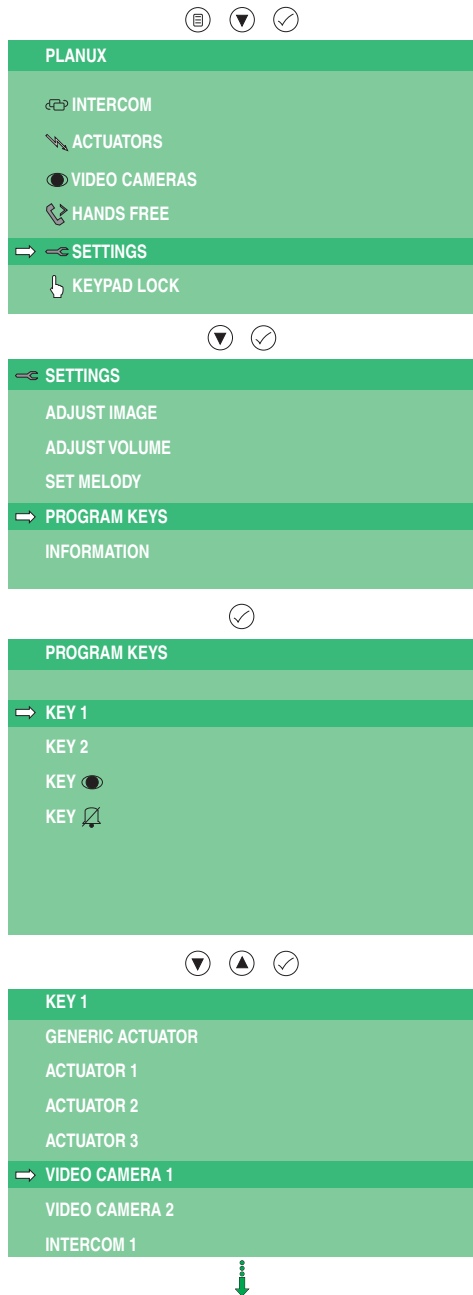 PLANUX
INTERCOM
ACTUATORS
VIDEO CAMERAS
HANDS FREE
SETTINGS
KEYPAD LOCK
SETTINGS
ADJUST IMAGE
ADJUST VOLUME
SET MELODY
PROGRAM KEYS
INFORMATION
PROGRAM KEYS
KEY 1
KEY 2
KEY
KEY
KEY 1
GENERIC ACTUATOR
ACTUATOR 1
ACTUATOR 2
ACTUATOR 3
VIDEO CAMERA 1
VIDEO CAMERA 2
INTERCOM 1